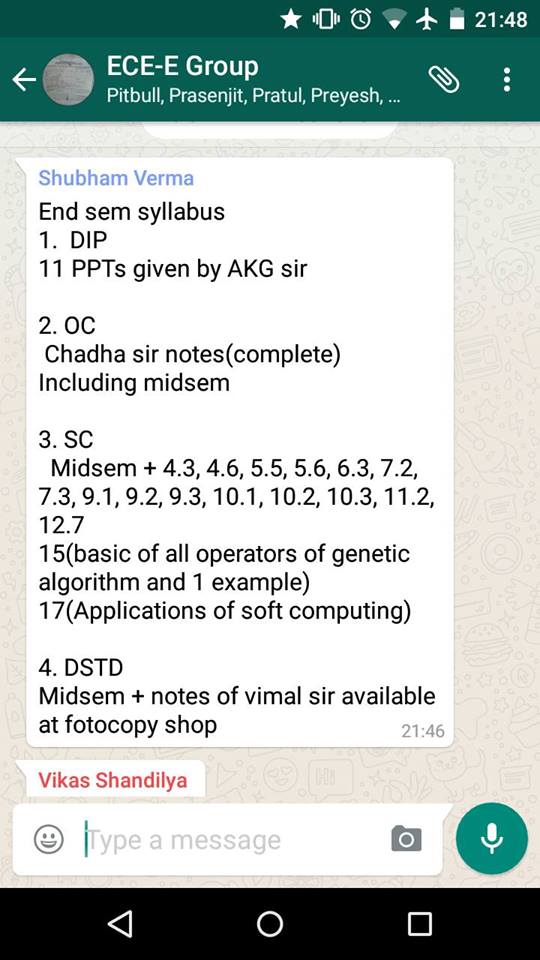 21:48
ECE-E Group
Pitbull, Prasenjit, Pratul, Preyesh, ...
Shubham Verma
End sem syllabus
1. DIP
11 PPTs given by AKG sir
2. OC
Chadha sir notes(complete)
Including midsem
3. SC
Midsem + 4.3, 4.6, 5.5, 5.6, 6.3, 7.2,
7.3, 9.1, 9.2, 9.3, 10.1, 10.2, 10.3, 11.2,
12.7
15(basic of all operators of genetic
algorithm and 1 example)
17(Applications of soft computing)
4. DSTD
Midsem + notes of vimal sir available
at fotocopy shop
21:46
Vikas Shandilya
Type a message